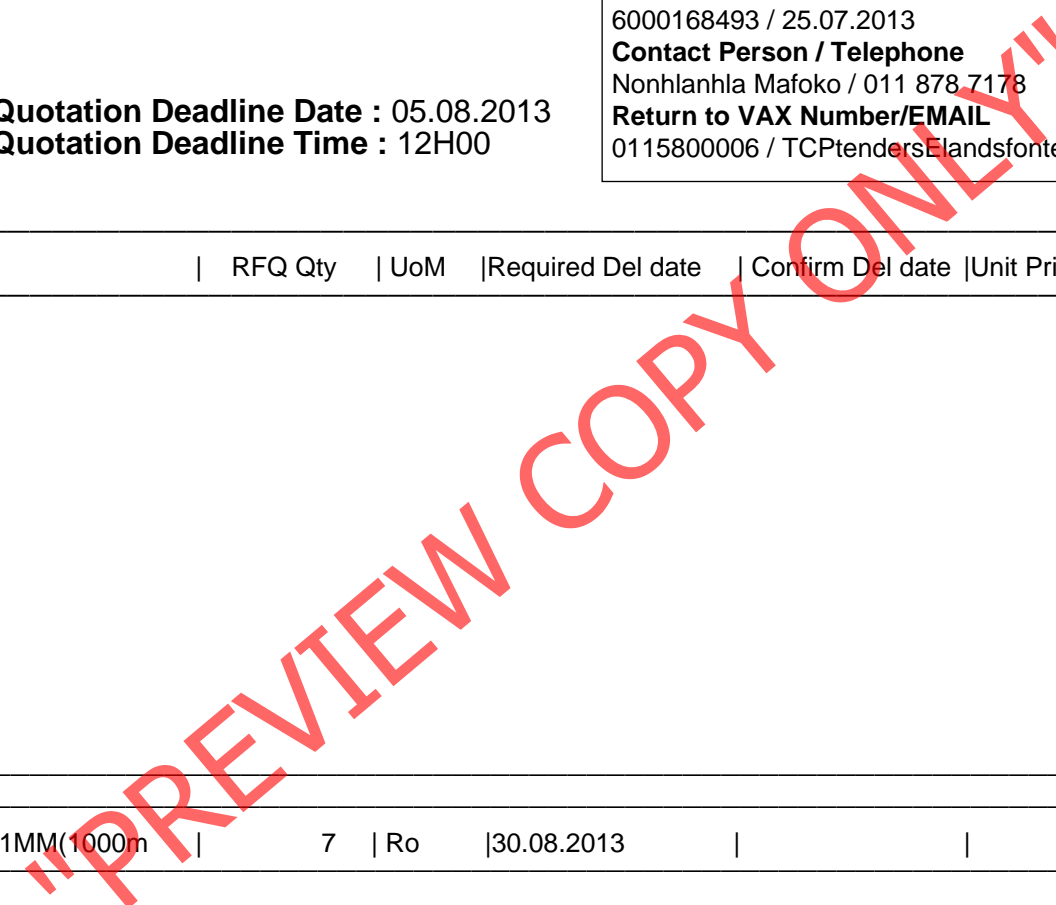 6000168493 / 25.07.2013
Contact Person / Telephone
Nonhlanhla Mafoko / 011 878 7178
Return to VAX Number/EMAIL
0115800006 / TCPtendersElandsfonte
Quotation Deadline Date : 05.08.2013
Quotation Deadline Time : 12H00
| RFQ Qty | UoM |Required Del date | Confirm Del date |Unit Pri
1MM(1000m | 7 | Ro |30.08.2013 | |
"PREVIEW COPY ONLY"